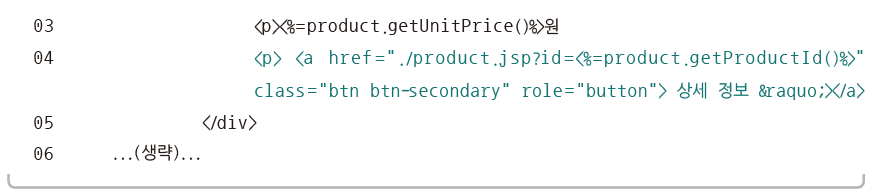 03 <p><%=product.getUnitPrice()%>원
04 <p> <a href="./product.jsp?id=<%=product.getProductId()%>"
class="btn btn-secondary" role="button"> 상세 정보 &raquo;></a>
05 </div>
06 ...(생략)...